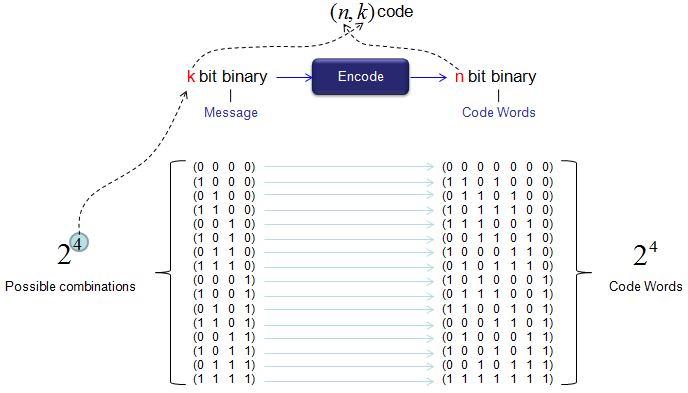 (n, k) code
k bit binary Encode n bit binary
Message Code Words
(0 0 0 0) (0 0 0 0 0 0 0)
(1 0 0 0) (1 1 0 1 0 0 0)
(0 1 0 0) (0 1 1 0 1 0 0)
(1 1 0 0) (1 0 1 1 1 0 0)
(0 0 1 0) (1 1 1 0 0 1 0)
(1 0 1 0) (0 0 1 1 0 1 0)
(0 1 1 0) (1 0 0 0 1 1 0)
(1 1 1 0) (0 1 0 1 1 1 0)
(0 0 0 1) (1 0 1 0 0 0 1)
(1 0 0 1) (0 1 1 1 0 0 1)
(0 1 0 1) (1 1 0 0 1 0 1)
(1 1 0 1) (0 0 0 1 1 0 1)
(0 0 1 1) (0 1 0 0 0 1 1)
(1 0 1 1) (1 0 0 1 0 1 1)
(0 1 1 1) (0 0 1 0 1 1 1)
(1 1 1 1) (1 1 1 1 1 1 1)
2⁴
Possible combinations
2⁴
Code Words